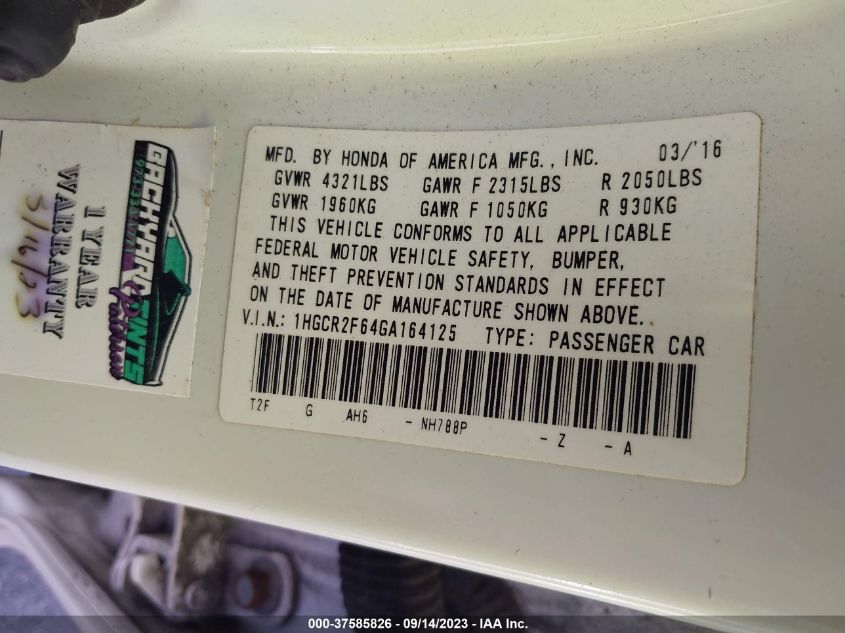 MFD. BY HONDA OF AMERICA MFG., INC. 03/'16
GVWR 4321LBS GAWR F 2315LBS R 2050LBS
GVWR 1960KG GAWR F 1050KG R 930KG
THIS VEHICLE CONFORMS TO ALL APPLICABLE
FEDERAL MOTOR VEHICLE SAFETY, BUMPER,
AND THEFT PREVENTION STANDARDS IN EFFECT
ON THE DATE OF MANUFACTURE SHOWN ABOVE.
V.I.N.: 1HGCR2F64GA164125 TYPE: PASSENGER CAR
T2F G AH6 - NH788P - Z - A
1 YEAR
WARRANTY
3/16/23
Paterson
000-37585826 / 09/14/2023 - IAA Inc.